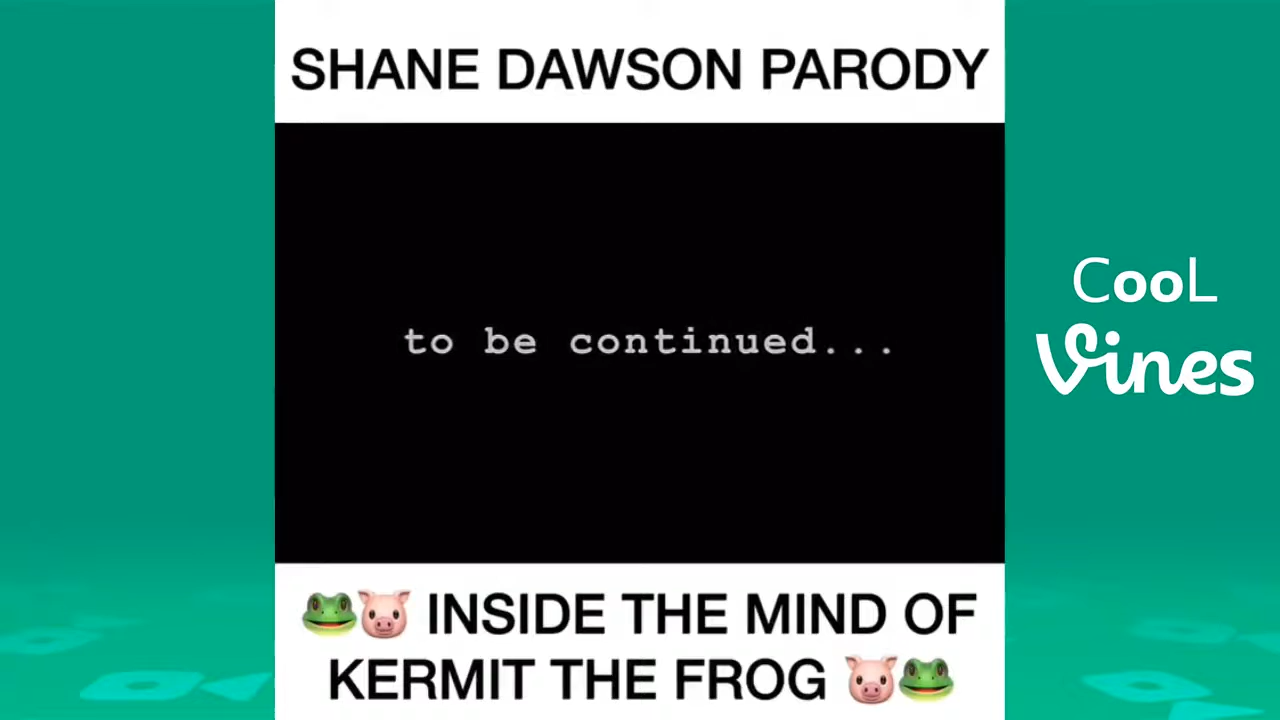 SHANE DAWSON PARODY
to be continued...
CooL
Vines
🐸🐷 INSIDE THE MIND OF
KERMIT THE FROG 🐷🐸